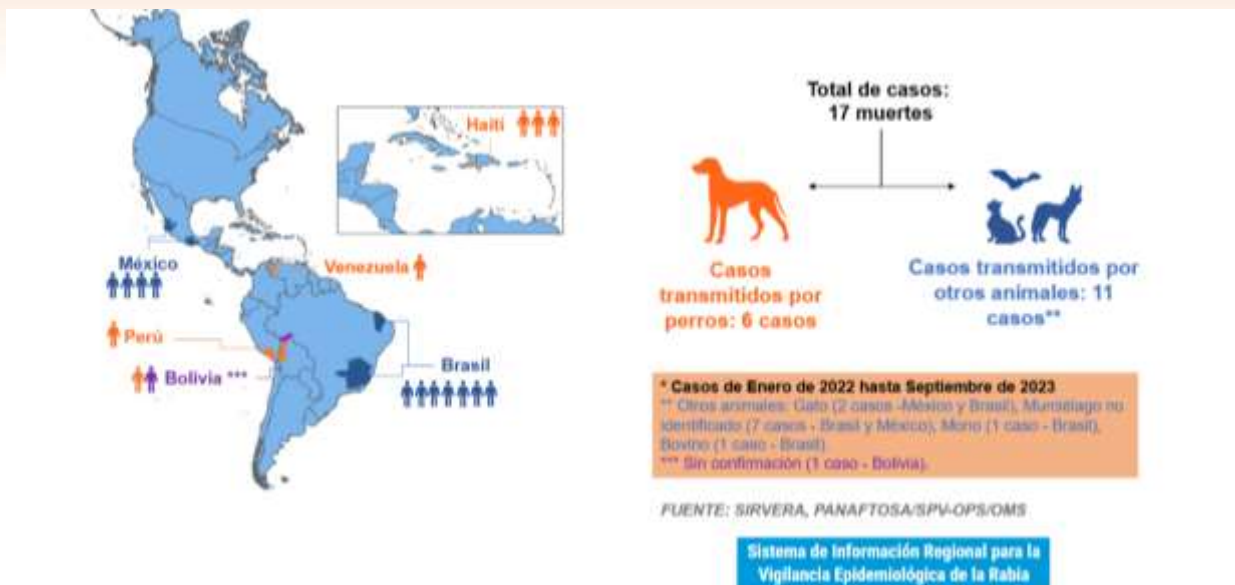 Haití
México
Venezuela
Perú
Bolivia ***
Brasil
Total de casos:
17 muertes
Casos
transmitidos por
perros: 6 casos
Casos transmitidos por
otros animales: 11
casos**
* Casos de Enero de 2022 hasta Septiembre de 2023
** Otros animales: Gato (2 casos -México y Brasil), Murciélago no
identificado (7 casos - Brasil y México), Mono (1 caso - Brasil),
Bovino (1 caso - Brasil).
*** Sin confirmación (1 caso - Bolivia).
FUENTE: SIRVERA, PANAFTOSA/SPV-OPS/OMS
Sistema de Información Regional para la
Vigilancia Epidemiológica de la Rabia